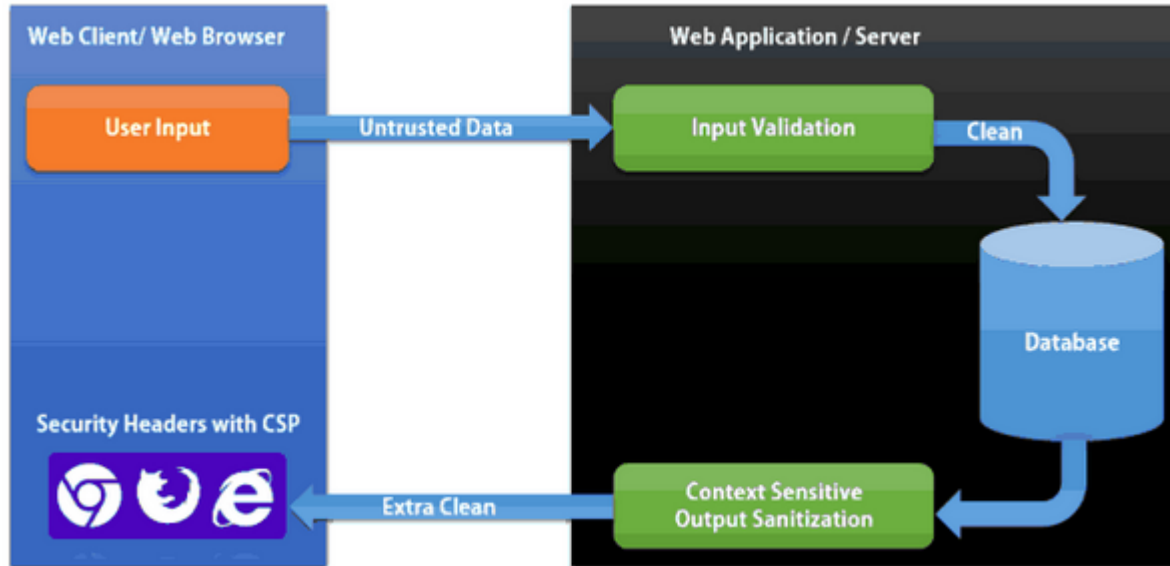 Web Client/ Web Browser
Web Application / Server
User Input
Untrusted Data
Input Validation
Clean
Database
Security Headers with CSP
Extra Clean
Context Sensitive
Output Sanitization